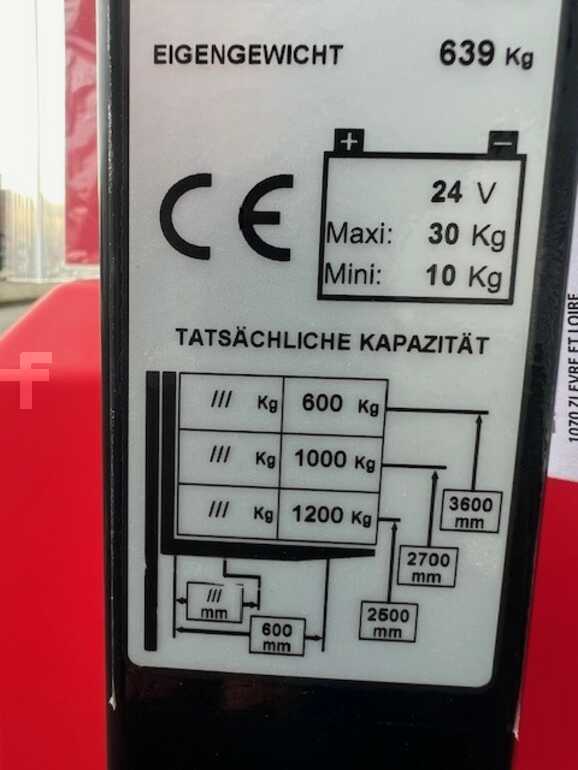 EIGENGEWICHT 639 Kg
+ −
CE
24 V
Maxi: 30 Kg
Mini: 10 Kg
TATSÄCHLICHE KAPAZITÄT
/// Kg 600 Kg
/// Kg 1000 Kg
/// Kg 1200 Kg
3600 mm
2700 mm
2500 mm
/// mm
600 mm